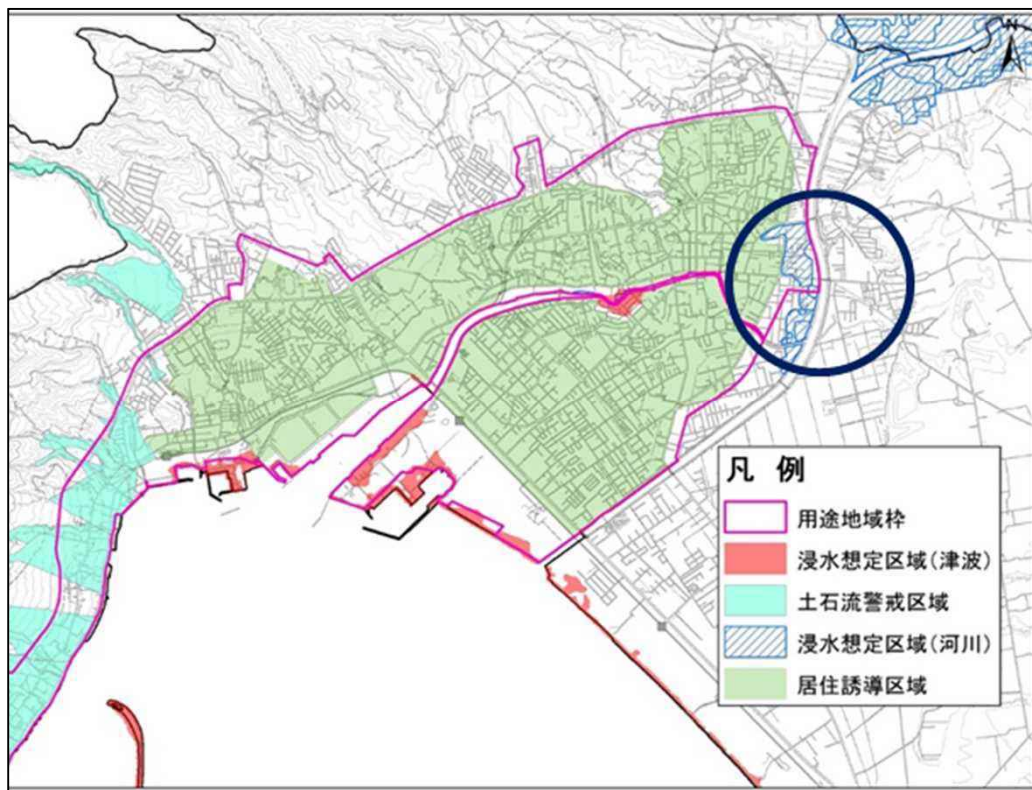 N
凡 例
用途地域枠
浸水想定区域(津波)
土石流警戒区域
浸水想定区域(河川)
居住誘導区域